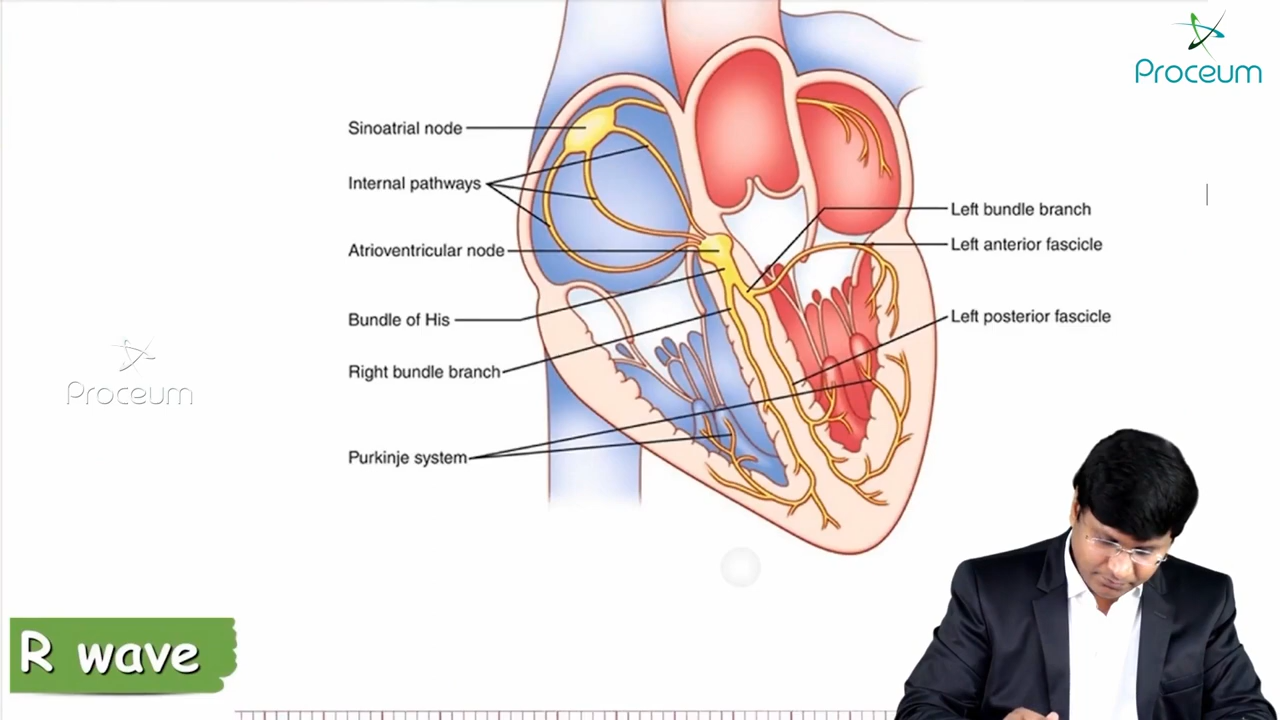 Proceum
Sinoatrial node
Internal pathways
Atrioventricular node
Bundle of His
Right bundle branch
Purkinje system
Left bundle branch
Left anterior fascicle
Left posterior fascicle
Proceum
R wave